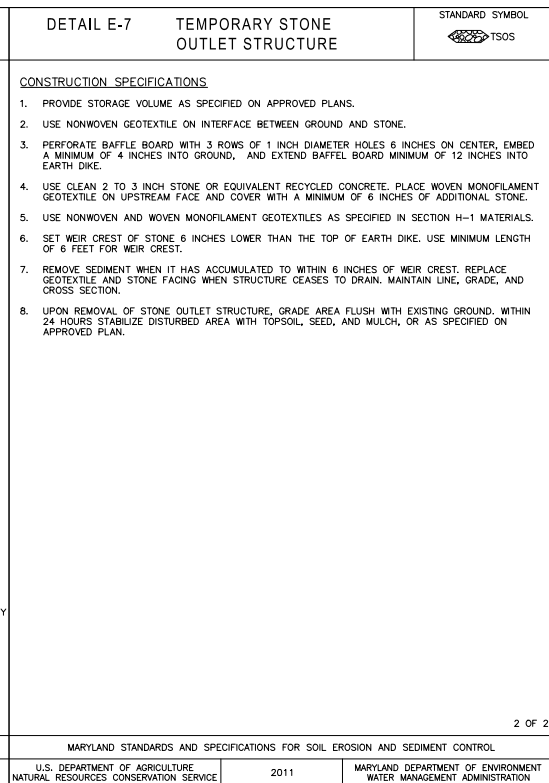 DETAIL E-7 TEMPORARY STONE
OUTLET STRUCTURE
STANDARD SYMBOL
TSOS
CONSTRUCTION SPECIFICATIONS
1. PROVIDE STORAGE VOLUME AS SPECIFIED ON APPROVED PLANS.
2. USE NONWOVEN GEOTEXTILE ON INTERFACE BETWEEN GROUND AND STONE.
3. PERFORATE BAFFLE BOARD WITH 3 ROWS OF 1 INCH DIAMETER HOLES 6 INCHES ON CENTER, EMBED
A MINIMUM OF 4 INCHES INTO GROUND, AND EXTEND BAFFEL BOARD MINIMUM OF 12 INCHES INTO
EARTH DIKE.
4. USE CLEAN 2 TO 3 INCH STONE OR EQUIVALENT RECYCLED CONCRETE. PLACE WOVEN MONOFILAMENT
GEOTEXTILE ON UPSTREAM FACE AND COVER WITH A MINIMUM OF 6 INCHES OF ADDITIONAL STONE.
5. USE NONWOVEN AND WOVEN MONOFILAMENT GEOTEXTILES AS SPECIFIED IN SECTION H-1 MATERIALS.
6. SET WEIR CREST OF STONE 6 INCHES LOWER THAN THE TOP OF EARTH DIKE. USE MINIMUM LENGTH
OF 6 FEET FOR WEIR CREST.
7. REMOVE SEDIMENT WHEN IT HAS ACCUMULATED TO WITHIN 6 INCHES OF WEIR CREST. REPLACE
GEOTEXTILE AND STONE FACING WHEN STRUCTURE CEASES TO DRAIN. MAINTAIN LINE, GRADE, AND
CROSS SECTION.
8. UPON REMOVAL OF STONE OUTLET STRUCTURE, GRADE AREA FLUSH WITH EXISTING GROUND. WITHIN
24 HOURS STABILIZE DISTURBED AREA WITH TOPSOIL, SEED, AND MULCH, OR AS SPECIFIED ON
APPROVED PLAN.
Y
2 OF 2
MARYLAND STANDARDS AND SPECIFICATIONS FOR SOIL EROSION AND SEDIMENT CONTROL
U.S. DEPARTMENT OF AGRICULTURE
NATURAL RESOURCES CONSERVATION SERVICE
2011
MARYLAND DEPARTMENT OF ENVIRONMENT
WATER MANAGEMENT ADMINISTRATION